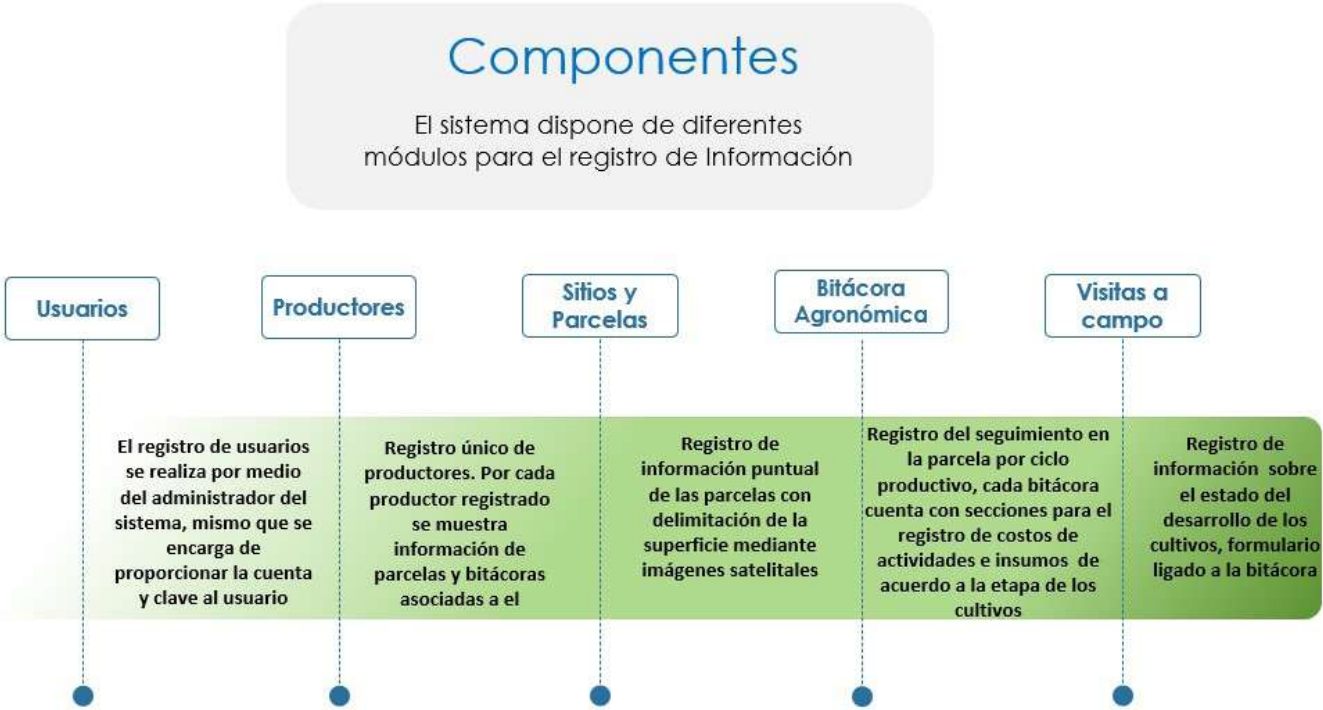 Componentes
El sistema dispone de diferentes
módulos para el registro de Información
Usuarios
Productores
Sitios y
Parcelas
Bitácora
Agronómica
Visitas a
campo
El registro de usuarios
se realiza por medio
del administrador del
sistema, mismo que se
encarga de
proporcionar la cuenta
y clave al usuario
Registro único de
productores. Por cada
productor registrado
se muestra
información de
parcelas y bitácoras
asociadas a el
Registro de
información puntual
de las parcelas con
delimitación de la
superficie mediante
imágenes satelitales
Registro del seguimiento en
la parcela por ciclo
productivo, cada bitácora
cuenta con secciones para el
registro de costos de
actividades e insumos de
acuerdo a la etapa de los
cultivos
Registro de
información sobre
el estado del
desarrollo de los
cultivos, formulario
ligado a la bitácora